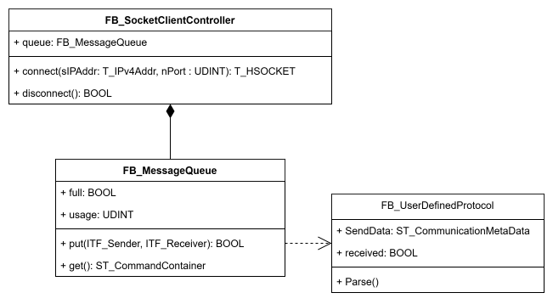 FB_SocketClientController
+ queue: FB_MessageQueue
+ connect(sIPAddr: T_IPv4Addr, nPort : UDINT): T_HSOCKET
+ disconnect(): BOOL
FB_MessageQueue
+ full: BOOL
+ usage: UDINT
+ put(ITF_Sender, ITF_Receiver): BOOL
+ get(): ST_CommandContainer
FB_UserDefinedProtocol
+ SendData: ST_CommunicationMetaData
+ received: BOOL
+ Parse()